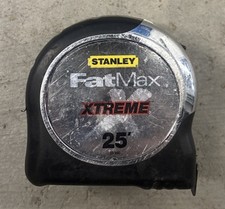 STANLEY
FatMax
XTREME
25'